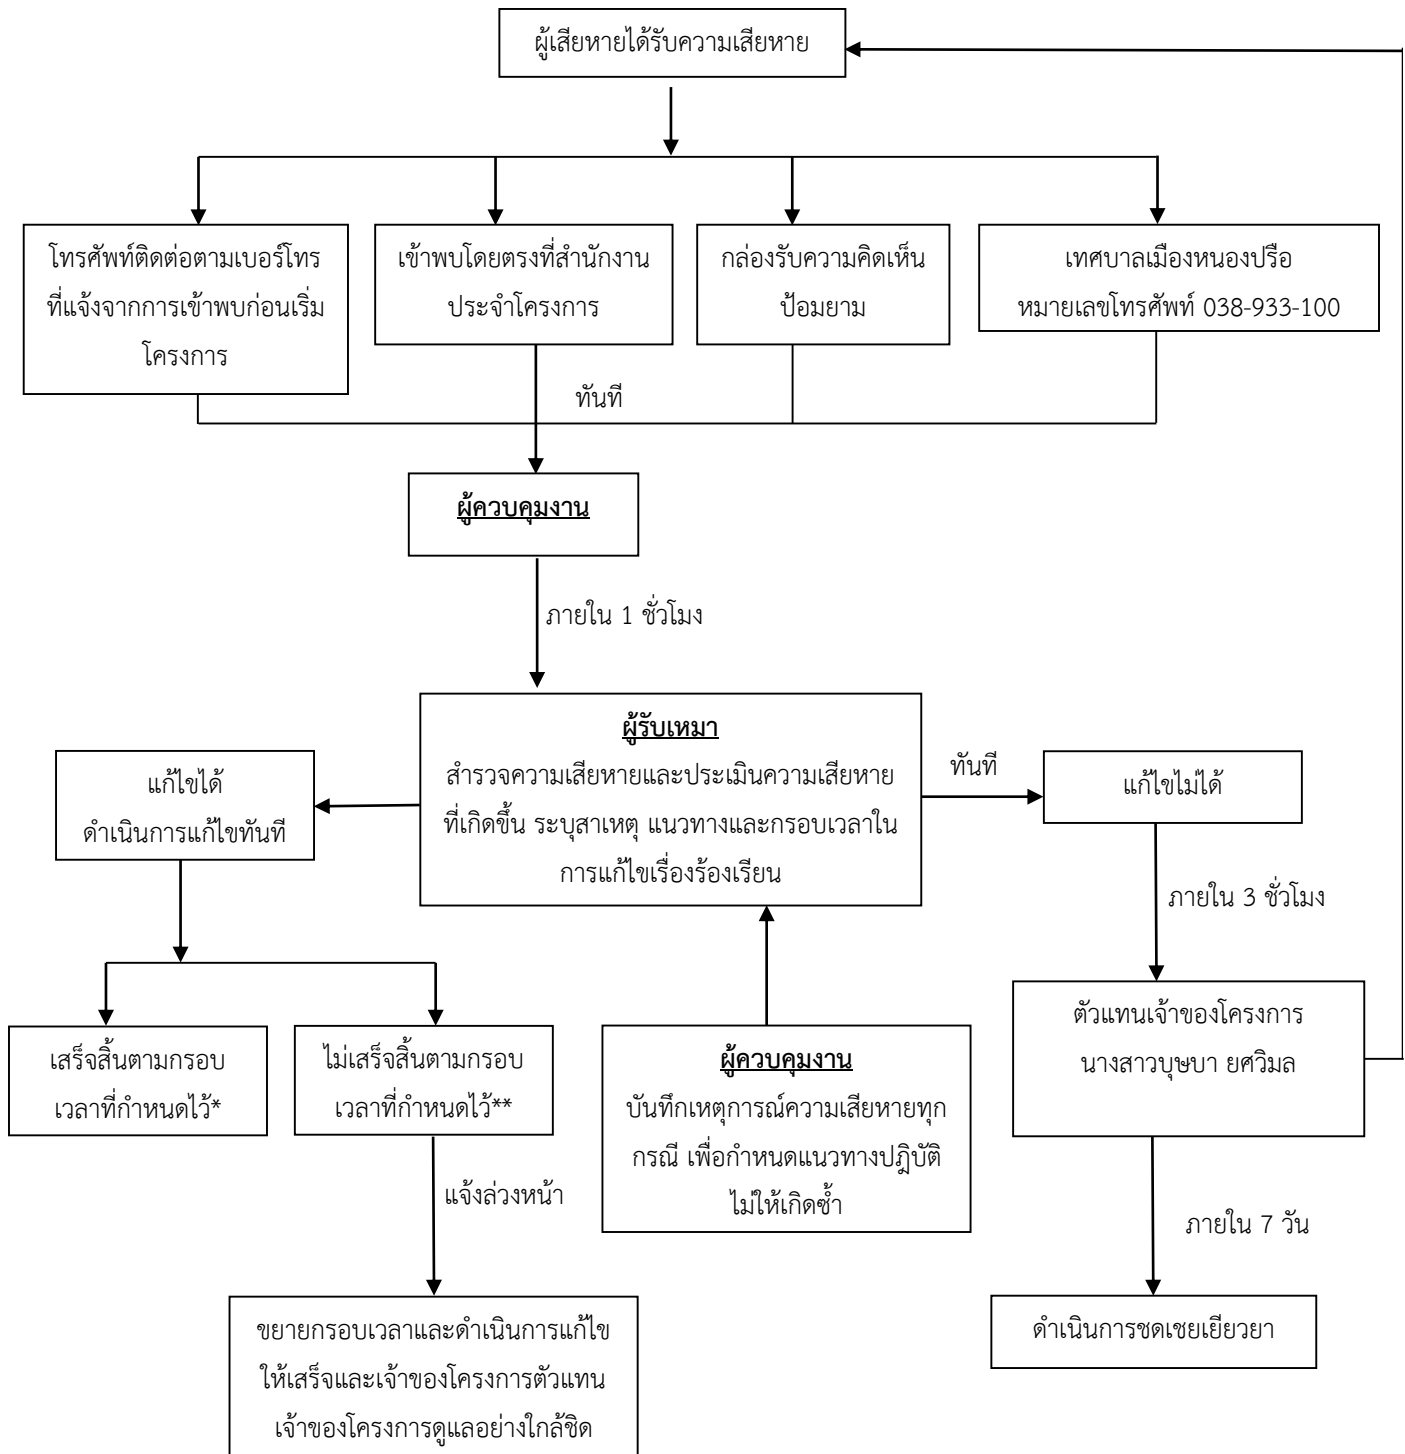 ผู้เสียหายได้รับความเสียหาย
โทรศัพท์ติดต่อตามเบอร์โทร
ที่แจ้งจากการเข้าพบก่อนเริ่ม
โครงการ
เข้าพบโดยตรงที่สำนักงาน
ประจำโครงการ
กล่องรับความคิดเห็น
ป้อมยาม
เทศบาลเมืองหนองปรือ
หมายเลขโทรศัพท์ 038-933-100
ทันที
ผู้ควบคุมงาน
ภายใน 1 ชั่วโมง
ผู้รับเหมา
สำรวจความเสียหายและประเมินความเสียหาย
ที่เกิดขึ้น ระบุสาเหตุ แนวทางและกรอบเวลาใน
การแก้ไขเรื่องร้องเรียน
แก้ไขได้
ดำเนินการแก้ไขทันที
ทันที
แก้ไขไม่ได้
ภายใน 3 ชั่วโมง
เสร็จสิ้นตามกรอบ
เวลาที่กำหนดไว้*
ไม่เสร็จสิ้นตามกรอบ
เวลาที่กำหนดไว้**
ผู้ควบคุมงาน
บันทึกเหตุการณ์ความเสียหายทุก
กรณี เพื่อกำหนดแนวทางปฏิบัติ
ไม่ให้เกิดซ้ำ
ตัวแทนเจ้าของโครงการ
นางสาวบุษบา ยศวิมล
แจ้งล่วงหน้า
ภายใน 7 วัน
ขยายกรอบเวลาและดำเนินการแก้ไข
ให้เสร็จและเจ้าของโครงการตัวแทน
เจ้าของโครงการดูแลอย่างใกล้ชิด
ดำเนินการชดเชยเยียวยา